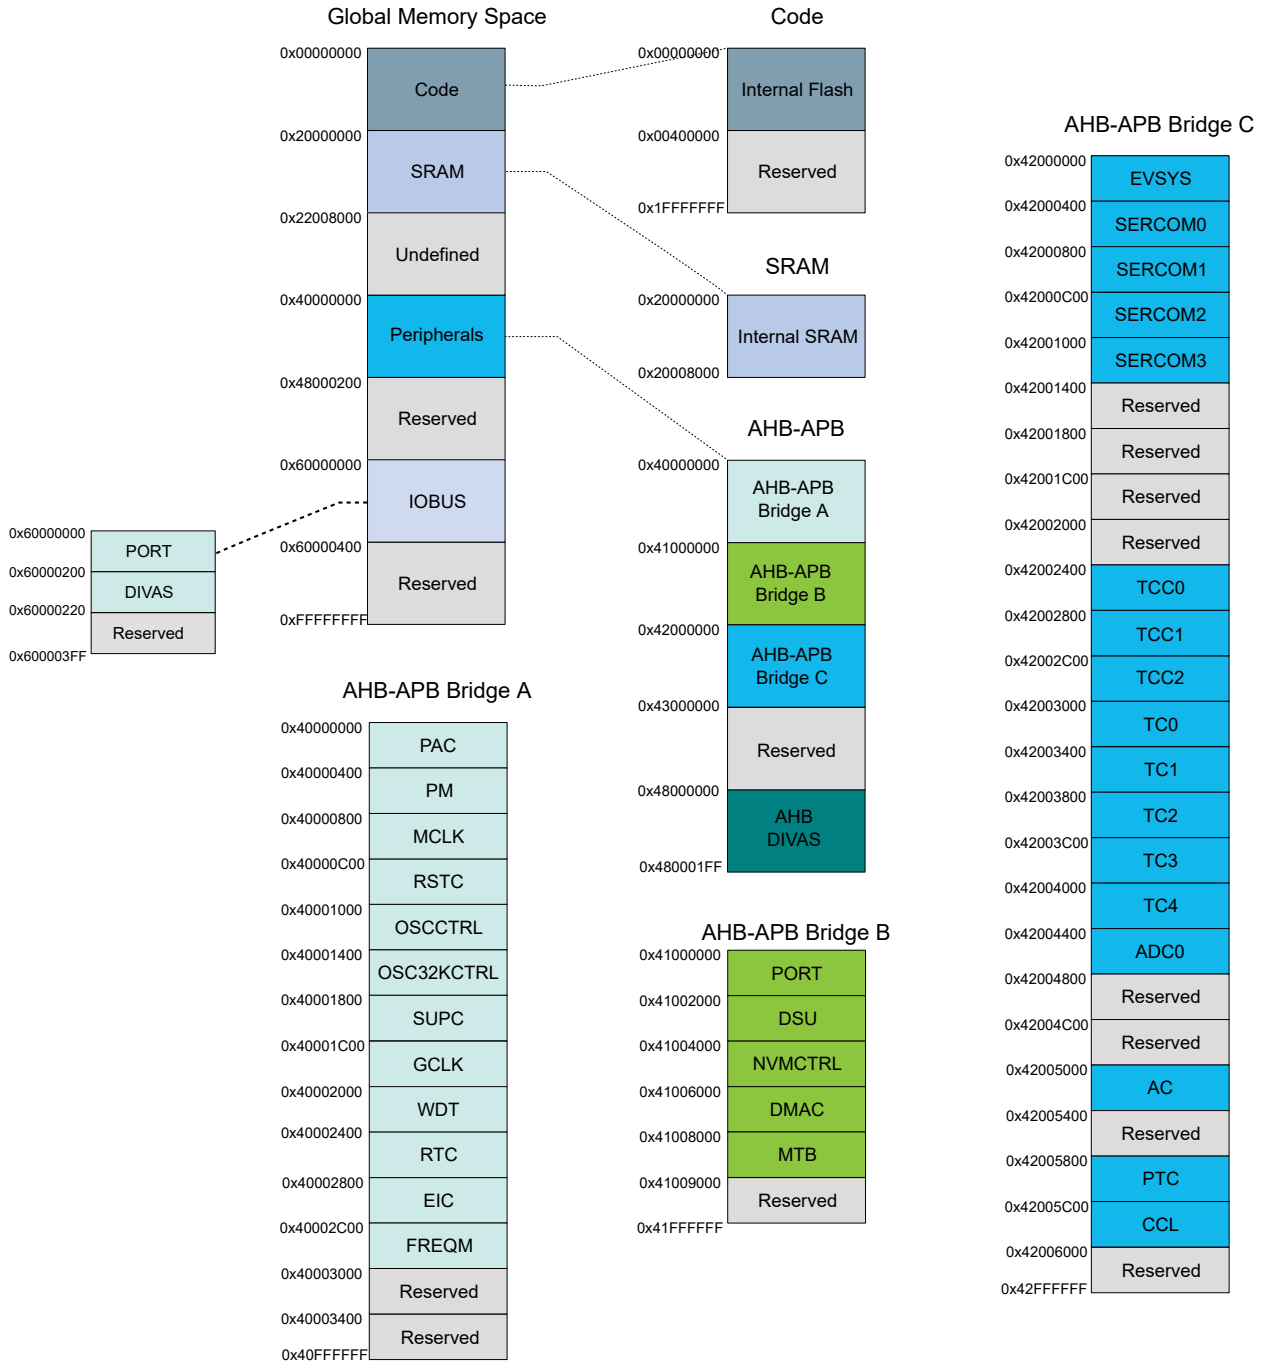 Global Memory Space
0x00000000
Code
0x20000000
SRAM
0x22008000
Undefined
0x40000000
Peripherals
0x48000200
Reserved
0x60000000
IOBUS
0x60000400
Reserved
0xFFFFFFFF
0x60000000
PORT
0x60000200
DIVAS
0x60000220
Reserved
0x600003FF
AHB-APB Bridge A
0x40000000
PAC
0x40000400
PM
0x40000800
MCLK
0x40000C00
RSTC
0x40001000
OSCCTRL
0x40001400
OSC32KCTRL
0x40001800
SUPC
0x40001C00
GCLK
0x40002000
WDT
0x40002400
RTC
0x40002800
EIC
0x40002C00
FREQM
0x40003000
Reserved
0x40003400
Reserved
0x40FFFFFF
Code
0x00000000
Internal Flash
0x00400000
Reserved
0x1FFFFFFF
SRAM
0x20000000
Internal SRAM
0x20008000
AHB-APB
0x40000000
AHB-APB
Bridge A
0x41000000
AHB-APB
Bridge B
0x42000000
AHB-APB
Bridge C
0x43000000
Reserved
0x48000000
AHB
DIVAS
0x480001FF
AHB-APB Bridge B
0x41000000
PORT
0x41002000
DSU
0x41004000
NVMCTRL
0x41006000
DMAC
0x41008000
MTB
0x41009000
Reserved
0x41FFFFFF
AHB-APB Bridge C
0x42000000
EVSYS
0x42000400
SERCOM0
0x42000800
SERCOM1
0x42000C00
SERCOM2
0x42001000
SERCOM3
0x42001400
Reserved
0x42001800
Reserved
0x42001C00
Reserved
0x42002000
Reserved
0x42002400
TCC0
0x42002800
TCC1
0x42002C00
TCC2
0x42003000
TC0
0x42003400
TC1
0x42003800
TC2
0x42003C00
TC3
0x42004000
TC4
0x42004400
ADC0
0x42004800
Reserved
0x42004C00
Reserved
0x42005000
AC
0x42005400
Reserved
0x42005800
PTC
0x42005C00
CCL
0x42006000
Reserved
0x42FFFFFF